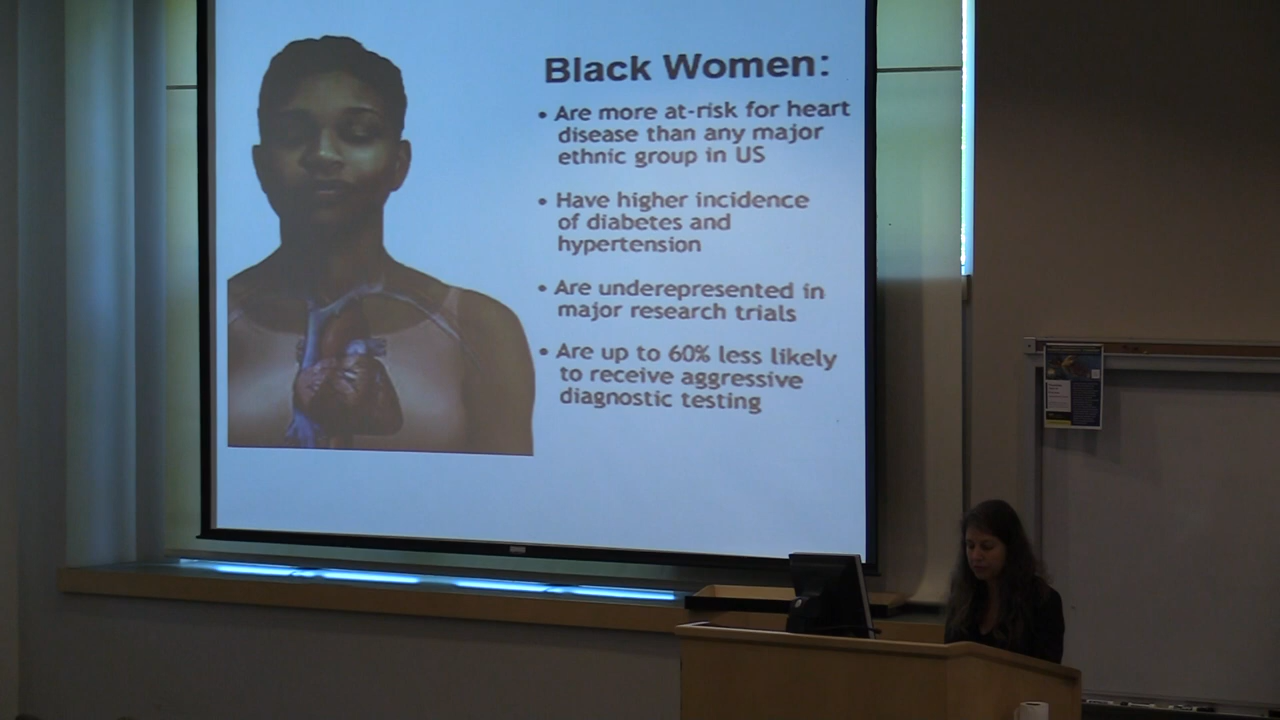 Black Women:
• Are more at-risk for heart
disease than any major
ethnic group in US
• Have higher incidence
of diabetes and
hypertension
• Are underepresented in
major research trials
• Are up to 60% less likely
to receive aggressive
diagnostic testing